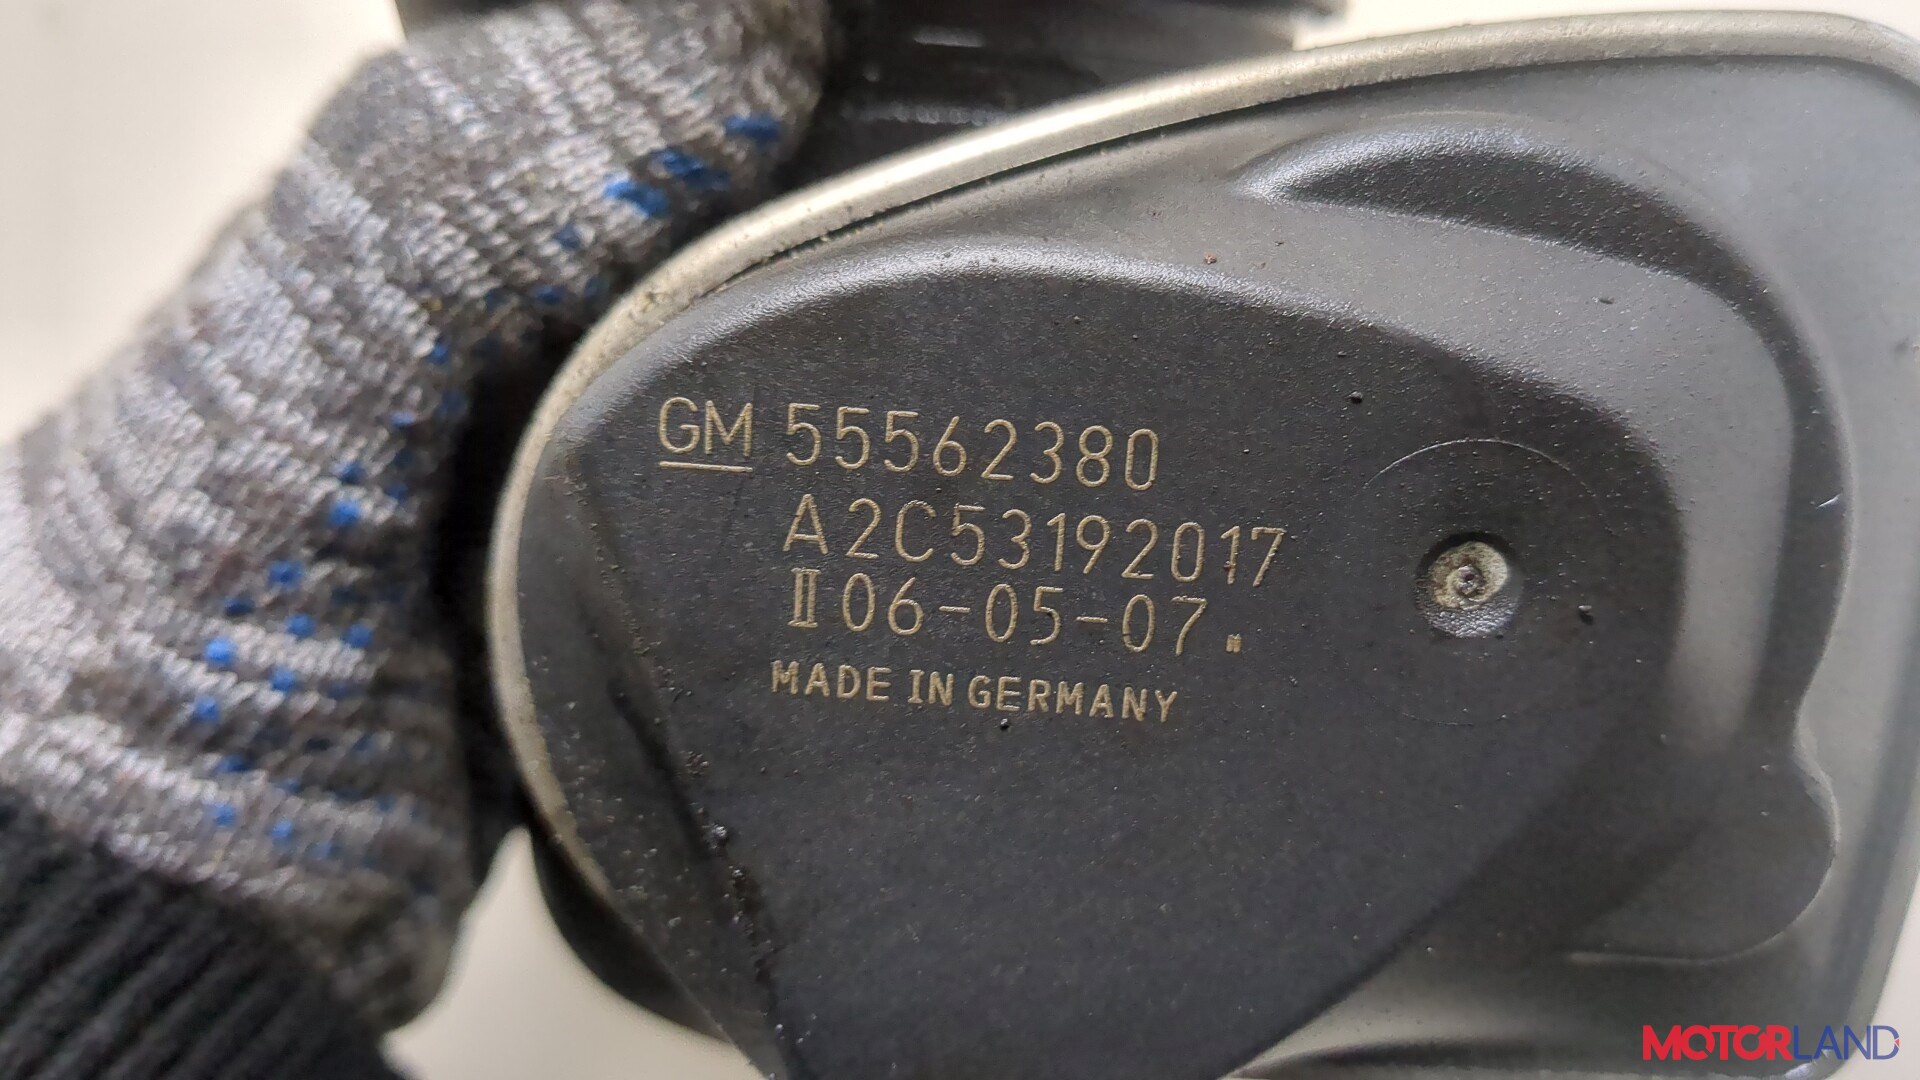 GM 55562380
A2C53192017
II 06-05-07.
MADE IN GERMANY
MOTORLAND